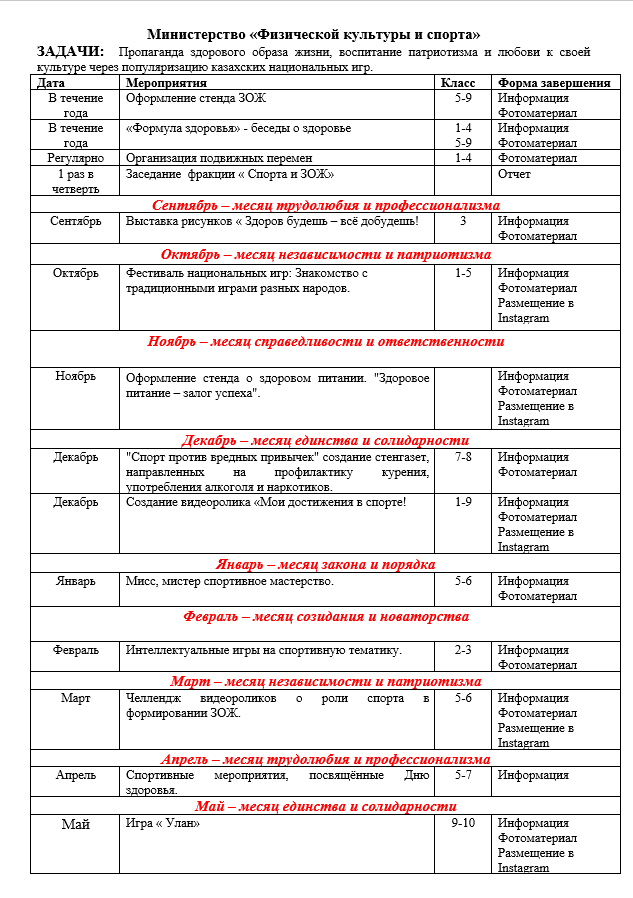 Министерство «Физической культуры и спорта»
ЗАДАЧИ: Пропаганда здорового образа жизни, воспитание патриотизма и любови к своей
культуре через популяризацию казахских национальных игр.
Дата Мероприятия Класс Форма завершения
В течение Оформление стенда ЗОЖ 5-9 Информация
года Фотоматериал
В течение «Формула здоровья» - беседы о здоровье 1-4 Информация
года 5-9 Фотоматериал
Регулярно Организация подвижных перемен 1-4 Фотоматериал
1 раз в Заседание фракции « Спорта и ЗОЖ» Отчет
четверть
Сентябрь – месяц трудолюбия и профессионализма
Сентябрь Выставка рисунков « Здоров будешь – всё добудешь! 3 Информация
Фотоматериал
Октябрь – месяц независимости и патриотизма
Октябрь Фестиваль национальных игр: Знакомство с 1-5 Информация
традиционными играми разных народов. Фотоматериал
Размещение в
Instagram
Ноябрь – месяц справедливости и ответственности
Ноябрь Оформление стенда о здоровом питании. "Здоровое Информация
питание – залог успеха". Фотоматериал
Размещение в
Instagram
Декабрь – месяц единства и солидарности
Декабрь "Спорт против вредных привычек" создание стенгазет, 7-8 Информация
направленных на профилактику курения, Фотоматериал
употребления алкоголя и наркотиков.
Декабрь Создание видеоролика «Мои достижения в спорте! 1-9 Информация
Фотоматериал
Размещение в
Instagram
Январь – месяц закона и порядка
Январь Мисс, мистер спортивное мастерство. 5-6 Информация
Фотоматериал
Февраль – месяц созидания и новаторства
Февраль Интеллектуальные игры на спортивную тематику. 2-3 Информация
Фотоматериал
Март – месяц независимости и патриотизма
Март Челлендж видеороликов о роли спорта в 5-6 Информация
формировании ЗОЖ. Фотоматериал
Размещение в
Instagram
Апрель – месяц трудолюбия и профессионализма
Апрель Спортивные мероприятия, посвящённые Дню 5-7 Информация
здоровья.
Май – месяц единства и солидарности
Май Игра « Улан» 9-10 Информация
Фотоматериал
Размещение в
Instagram